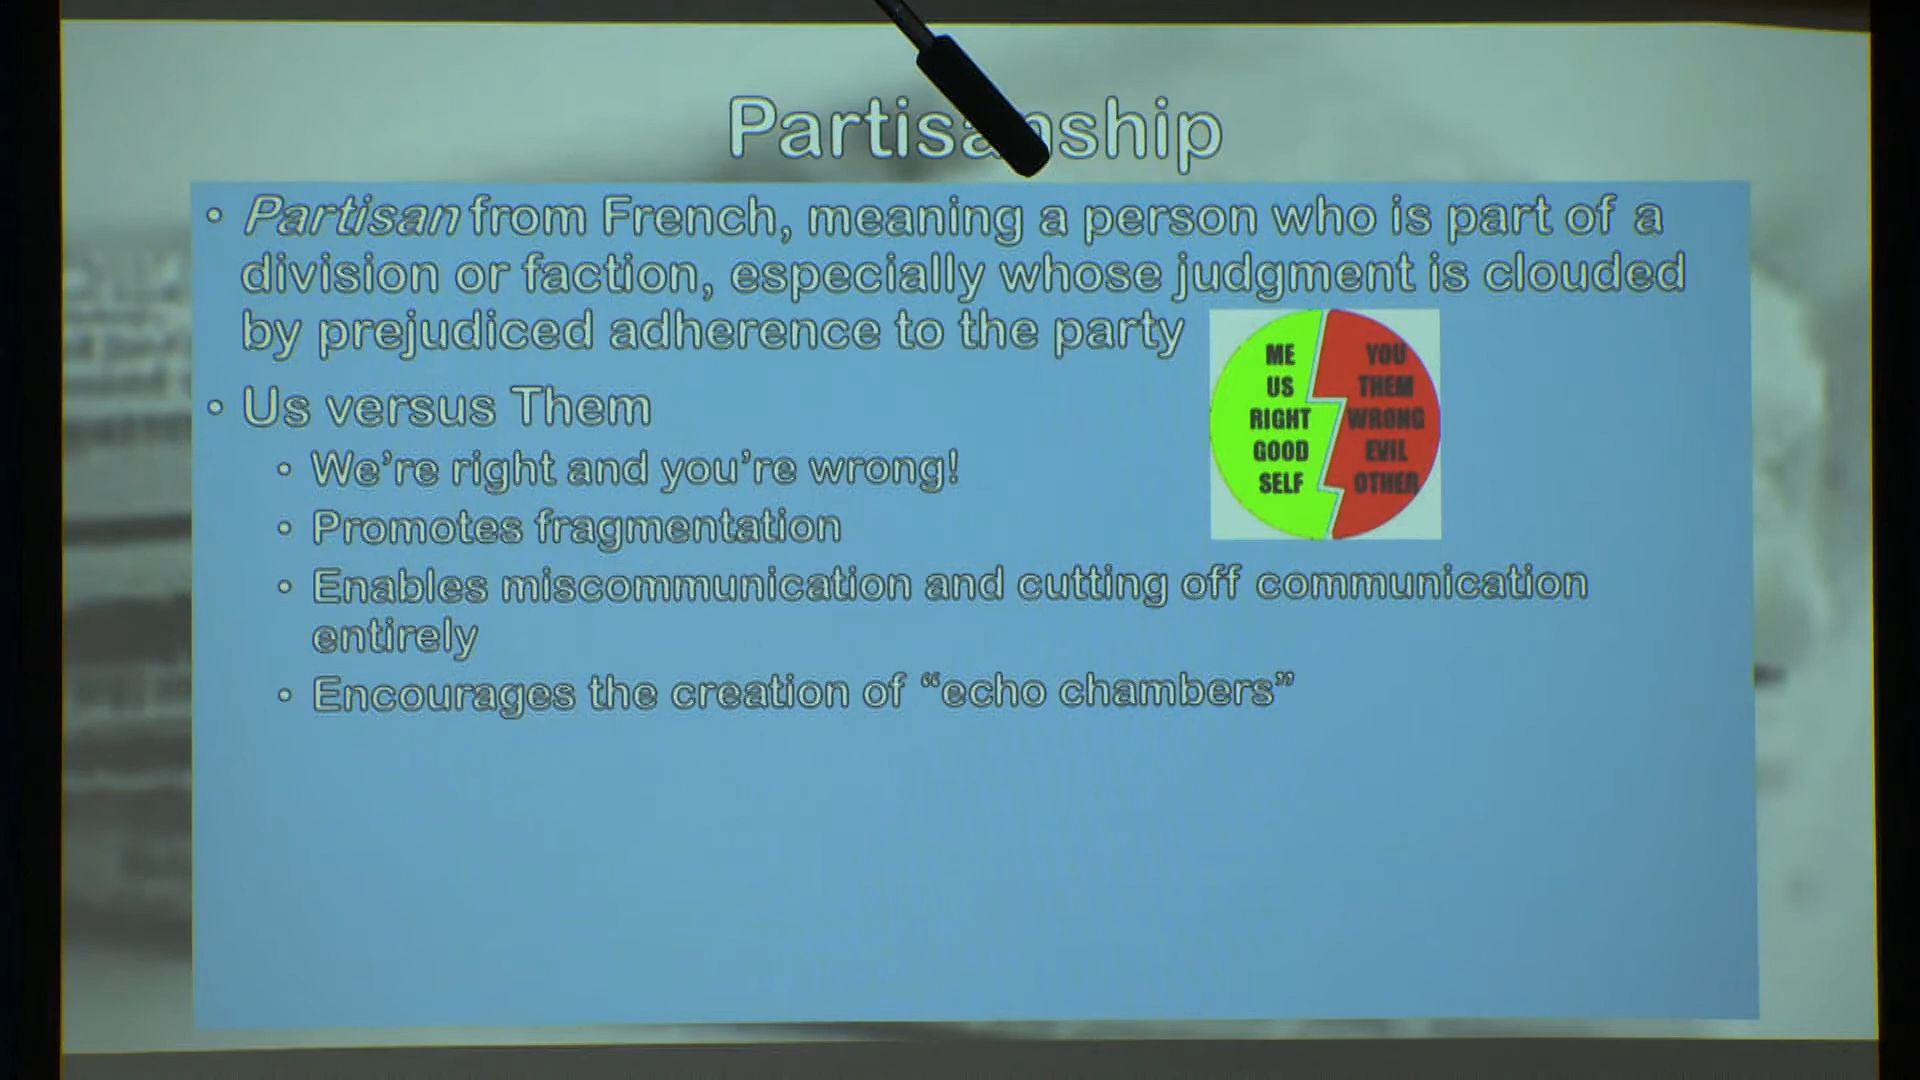 Partisanship
• Partisan from French, meaning a person who is part of a
division or faction, especially whose judgment is clouded
by prejudiced adherence to the party
• Us versus Them
• We're right and you're wrong!
• Promotes fragmentation
• Enables miscommunication and cutting off communication
entirely
• Encourages the creation of “echo chambers”
ME
US
RIGHT
GOOD
SELF
YOU
THEM
WRONG
EVIL
OTHER